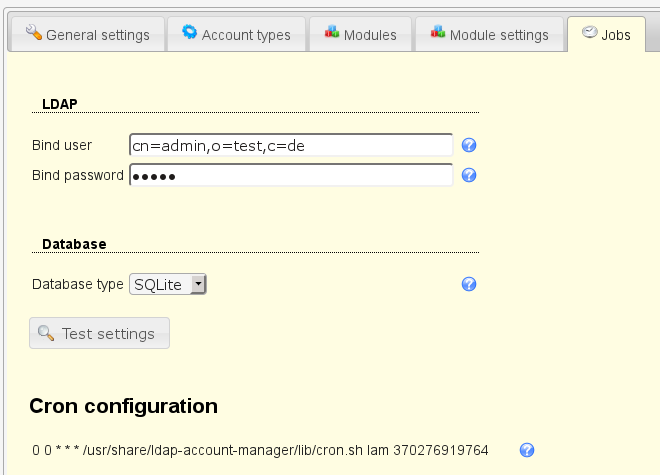 General settings Account types Modules Module settings Jobs
LDAP
Bind user cn=admin,o=test,c=de
Bind password •••••
Database
Database type SQLite
Test settings
Cron configuration
0 0 * * * /usr/share/ldap-account-manager/lib/cron.sh lam 370276919764